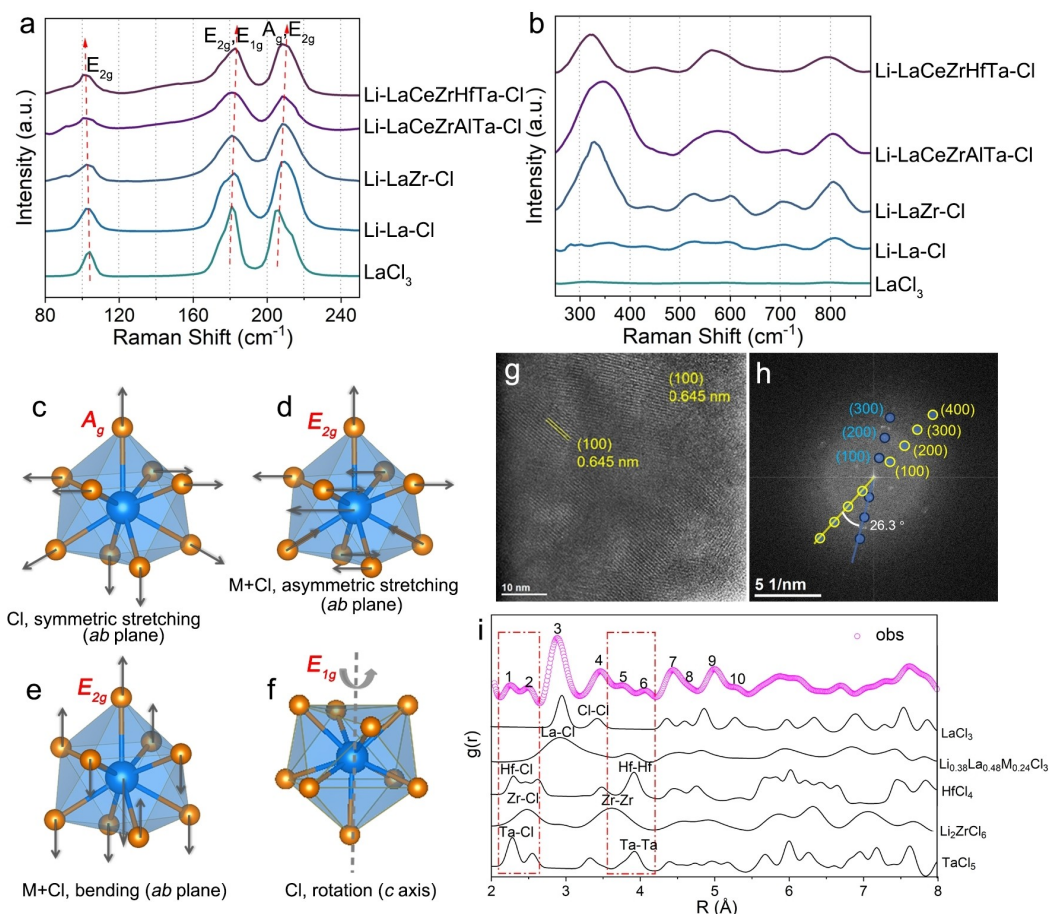 a
Intensity (a.u.)
E2g
E2g,E1g
Ag,E2g
Li-LaCeZrHfTa-Cl
Li-LaCeZrAlTa-Cl
Li-LaZr-Cl
Li-La-Cl
LaCl3
80 120 160 200 240
Raman Shift (cm-1)
b
Intensity (a.u.)
Li-LaCeZrHfTa-Cl
Li-LaCeZrAlTa-Cl
Li-LaZr-Cl
Li-La-Cl
LaCl3
300 400 500 600 700 800
Raman Shift (cm-1)
c
Ag
Cl, symmetric stretching
(ab plane)
d
E2g
M+Cl, asymmetric stretching
(ab plane)
e
E2g
M+Cl, bending (ab plane)
f
E1g
Cl, rotation (c axis)
g
(100)
0.645 nm
(100)
0.645 nm
10 nm
h
(300)
(200)
(100)
(400)
(300)
(200)
(100)
26.3 °
5 1/nm
i
obs
1 2 3 4 5 6 7 8 9 10
g(r)
Cl-Cl
La-Cl
Hf-Cl
Hf-Hf
Zr-Cl
Zr-Zr
Ta-Cl
Ta-Ta
LaCl3
Li0.38La0.48M0.24Cl3
HfCl4
Li2ZrCl6
TaCl5
2 3 4 5 6 7 8
R (Å)